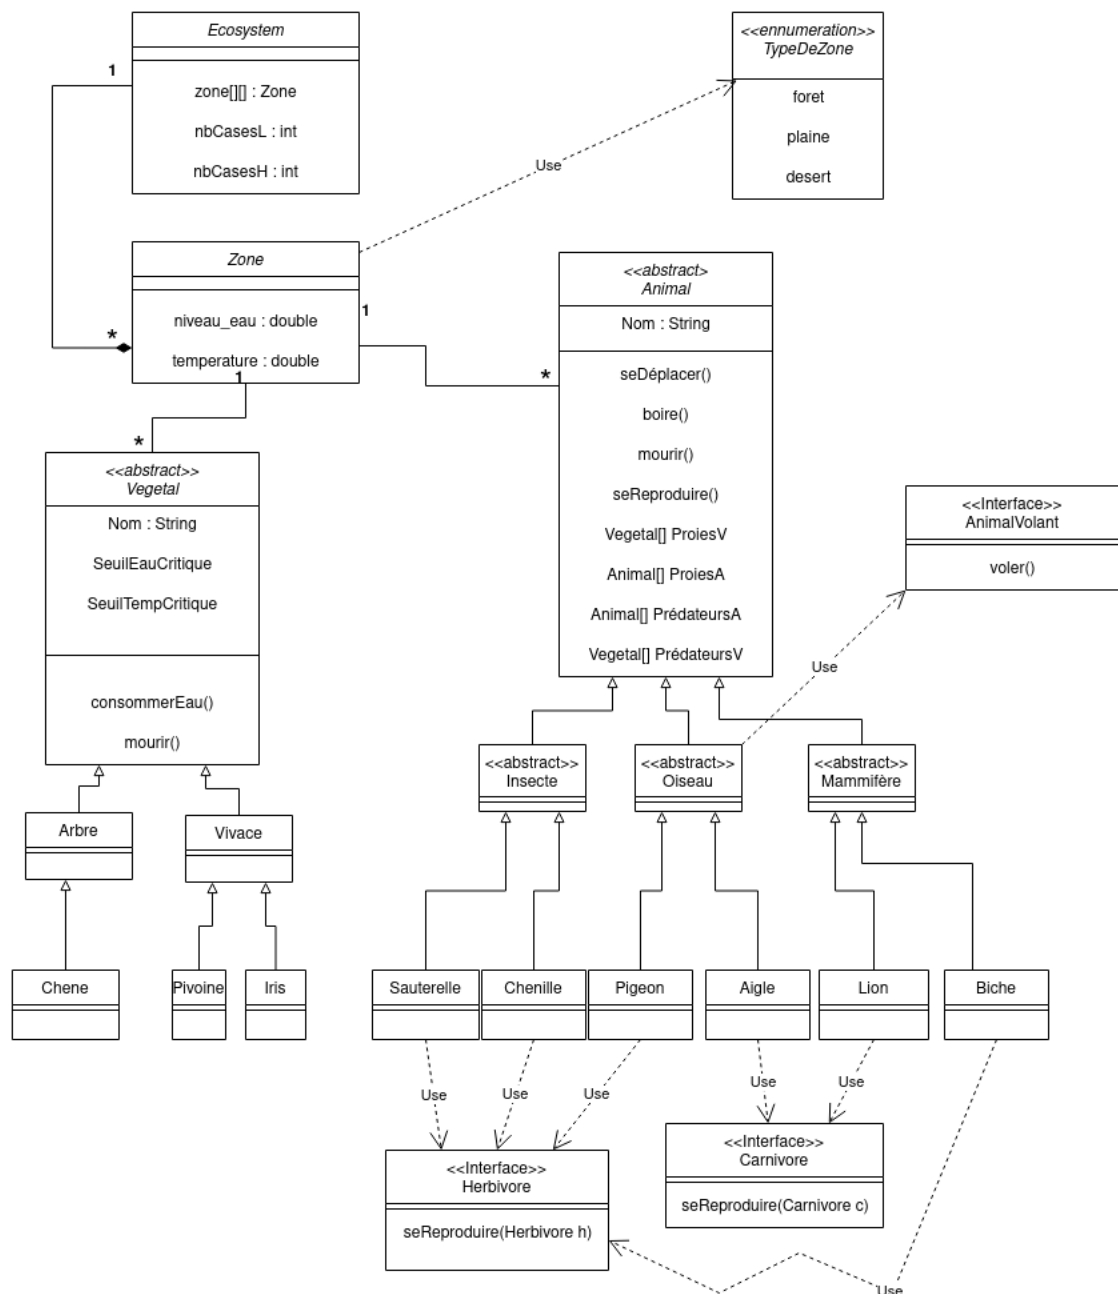 Ecosystem
zone[][] : Zone
nbCasesL : int
nbCasesH : int
1
*
<<ennumeration>>
TypeDeZone
foret
plaine
desert
Use
Zone
niveau_eau : double
temperature : double
1
*
1
*
<<abstract>
Animal
Nom : String
seDéplacer()
boire()
mourir()
seReproduire()
Vegetal[] ProiesV
Animal[] ProiesA
Animal[] PrédateursA
Vegetal[] PrédateursV
<<abstract>>
Vegetal
Nom : String
SeuilEauCritique
SeuilTempCritique
consommerEau()
mourir()
<<Interface>>
AnimalVolant
voler()
Use
<<abstract>>
Insecte
<<abstract>>
Oiseau
<<abstract>>
Mammifère
Arbre
Vivace
Chene
Pivoine
Iris
Sauterelle
Chenille
Pigeon
Aigle
Lion
Biche
Use
Use
Use
Use
Use
<<Interface>>
Herbivore
seReproduire(Herbivore h)
<<Interface>>
Carnivore
seReproduire(Carnivore c)
Use